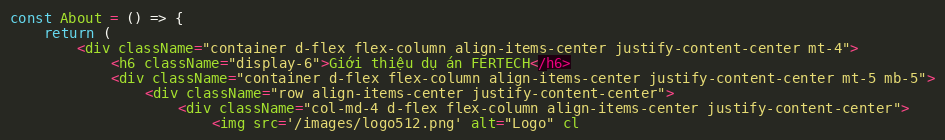 const About = () => {
    return (
        <div className="container d-flex flex-column align-items-center justify-content-center mt-4">
            <h6 className="display-6">Giới thiệu dự án FERTECH</h6>
            <div className="container d-flex flex-column align-items-center justify-content-center mt-5 mb-5">
                <div className="row align-items-center justify-content-center">
                    <div className="col-md-4 d-flex flex-column align-items-center justify-content-center">
                        <img src='/images/logo512.png' alt="Logo" cl